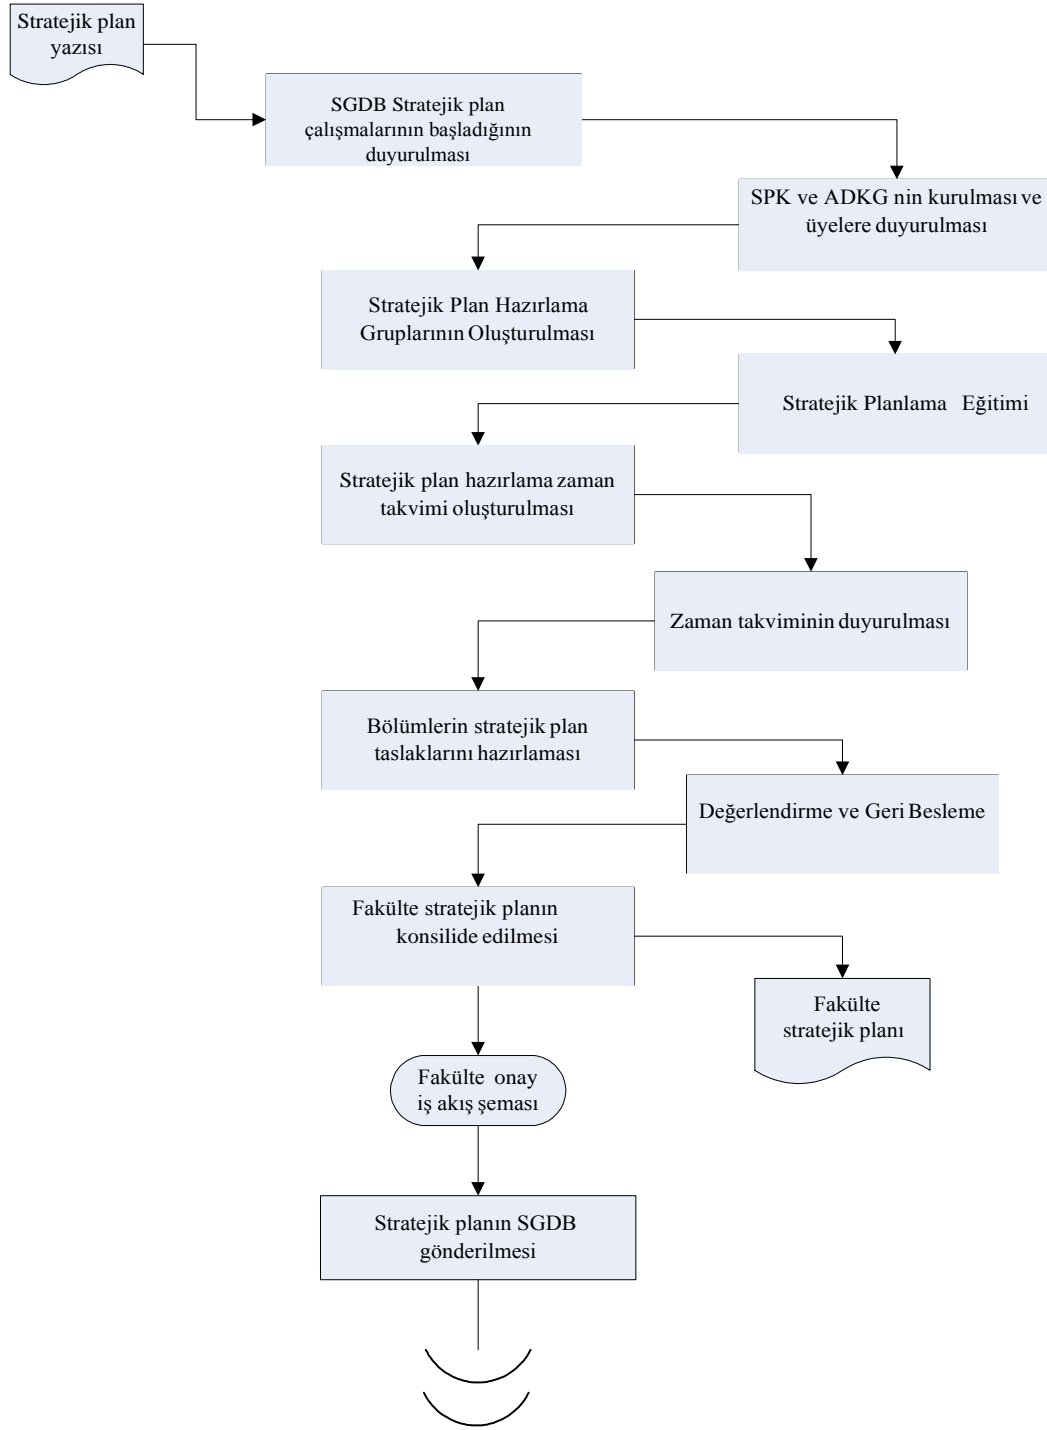 Stratejik plan
yazısı
SGDB Stratejik plan
çalışmalarının başladığının
duyurulması
SPK ve ADKG nin kurulması ve
üyelere duyurulması
Stratejik Plan Hazırlama
Gruplarının Oluşturulması
Stratejik Planlama Eğitimi
Stratejik plan hazırlama zaman
takvimi oluşturulması
Zaman takviminin duyurulması
Bölümlerin stratejik plan
taslaklarını hazırlaması
Değerlendirme ve Geri Besleme
Fakülte stratejik planın
konsilide edilmesi
Fakülte
stratejik planı
Fakülte onay
iş akış şeması
Stratejik planın SGDB
gönderilmesi